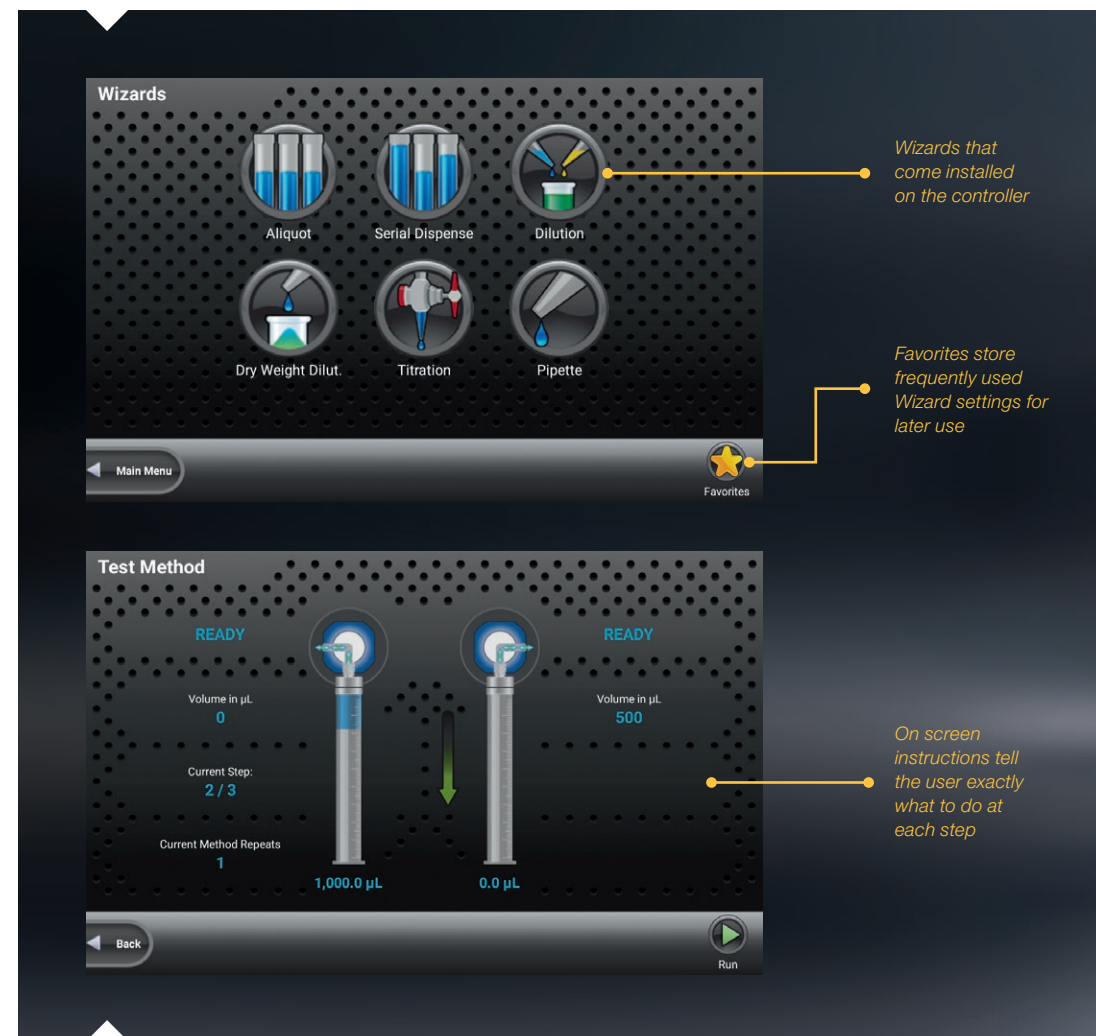 Wizards
Aliquot
Serial Dispense
Dilution
Dry Weight Dilut.
Titration
Pipette
Main Menu
Favorites
Wizards that
come installed
on the controller
Favorites store
frequently used
Wizard settings for
later use
Test Method
READY
READY
Volume in µL
0
Volume in µL
500
Current Step:
2 / 3
Current Method Repeats
1
1,000.0 µL
0.0 µL
Back
Run
On screen
instructions tell
the user exactly
what to do at
each step